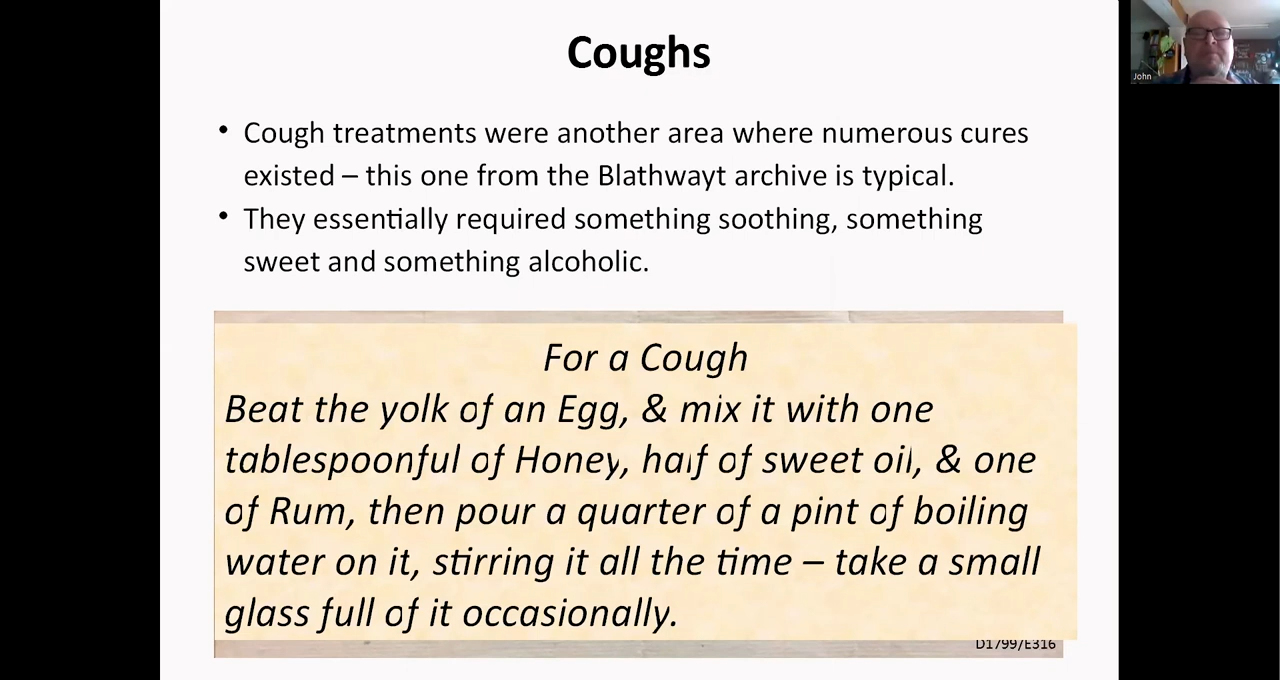 Coughs
• Cough treatments were another area where numerous cures
existed – this one from the Blathwayt archive is typical.
• They essentially required something soothing, something
sweet and something alcoholic.
For a Cough
Beat the yolk of an Egg, & mix it with one
tablespoonful of Honey, half of sweet oil, & one
of Rum, then pour a quarter of a pint of boiling
water on it, stirring it all the time – take a small
glass full of it occasionally.
D1799/E316
John